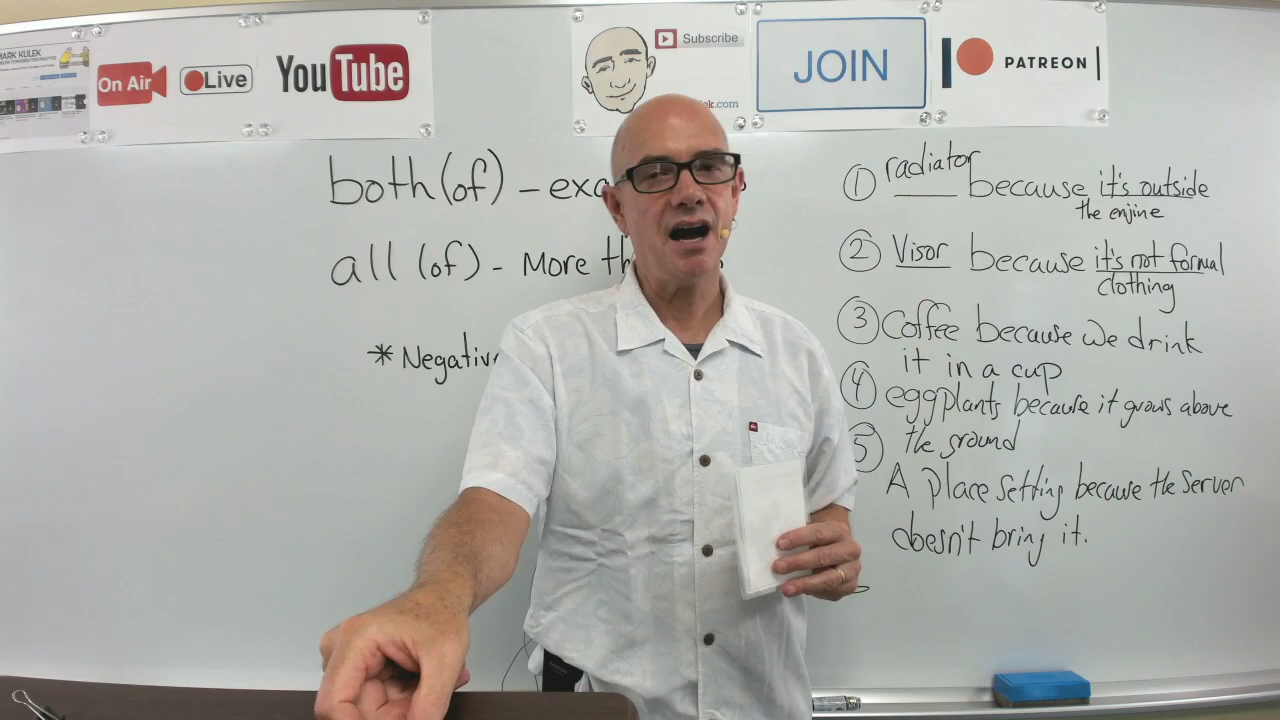 MARK KULEK
On Air
Live
YouTube
Subscribe
JOIN
PATREON
both (of) - exa
all (of) - More th
* Negativ
① radiator because it's outside
the enjine
② Visor because it's not formal
clothing
③ Coffee because we drink
it in a cup
④ eggplants because it grows above
the ground
⑤ A place setting because the server
doesn't bring it.